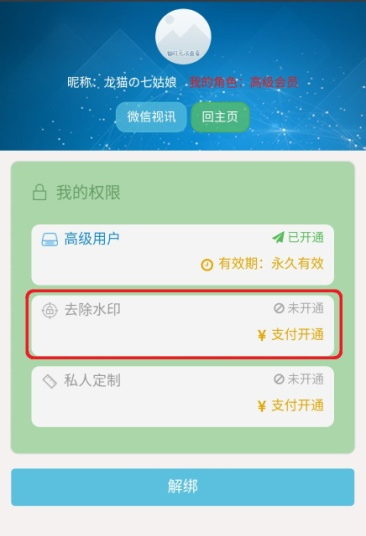 昵称：龙猫の七姑娘 我的角色：高级会员
微信视讯 回主页
我的权限
高级用户 已开通
有效期：永久有效
去除水印 未开通
¥ 支付开通
私人定制 未开通
¥ 支付开通
解绑